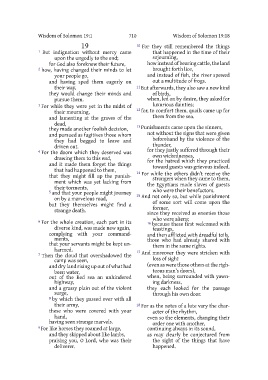 Wisdom of Solomon 19:1
710
Wisdom of Solomon 19:18
19
1 But indignation without mercy came
upon the ungodly to the end;
for God also foreknew their future,
2 how, having changed their minds to let
your people go,
and having sped them eagerly on
their way,
they would change their minds and
pursue them.
3 For while they were yet in the midst of
their mourning,
and lamenting at the graves of the
dead,
they made another foolish decision,
and pursued as fugitives those whom
they had begged to leave and
driven out.
4 For the doom which they deserved was
drawing them to this end,
and it made them forget the things
that had happened to them,
that they might fill up the punish-
ment which was yet lacking from
their torments,
5 and that your people might journey
on by a marvelous road,
but they themselves might find a
strange death.
6 For the whole creation, each part in its
diverse kind, was made new again,
complying with your command-
ments,
that your servants might be kept un-
harmed.
7 Then the cloud that overshadowed the
camp was seen,
and dry land rising up out of what had
been water,
out of the Red sea an unhindered
highway,
and a grassy plain out of the violent
surge,
8 by which they passed over with all
their army,
these who were covered with your
hand,
having seen strange marvels.
9 For like horses they roamed at large,
and they skipped about like lambs,
praising you, O Lord, who was their
deliverer.
10 For they still remembered the things
that happened in the time of their
sojourning,
how instead of bearing cattle, the land
brought forth lice,
and instead of fish, the river spewed
out a multitude of frogs.
11 But afterwards, they also saw a new kind
of birds,
when, led on by desire, they asked for
luxurious dainties;
12 for, to comfort them, quails came up for
them from the sea.
13 Punishments came upon the sinners,
not without the signs that were given
beforehand by the violence of the
thunder,
for they justly suffered through their
own wickednesses,
for the hatred which they practiced
toward guests was grievous indeed.
14 For while the others didn't receive the
strangers when they came to them,
the Egyptians made slaves of guests
who were their benefactors.
15 And not only so, but while punishment
of some sort will come upon the
former,
since they received as enemies those
who were aliens;
16 because these first welcomed with
feastings,
and then afflicted with dreadful toils,
those who had already shared with
them in the same rights.
17 And moreover they were stricken with
loss of sight
(even as were those others at the righ-
teous man's doors),
when, being surrounded with yawn-
ing darkness,
they each looked for the passage
through his own door.
18 For as the notes of a lute vary the char-
acter of the rhythm,
even so the elements, changing their
order one with another,
continuing always in its sound,
as may clearly be conjectured from
the sight of the things that have
happened.